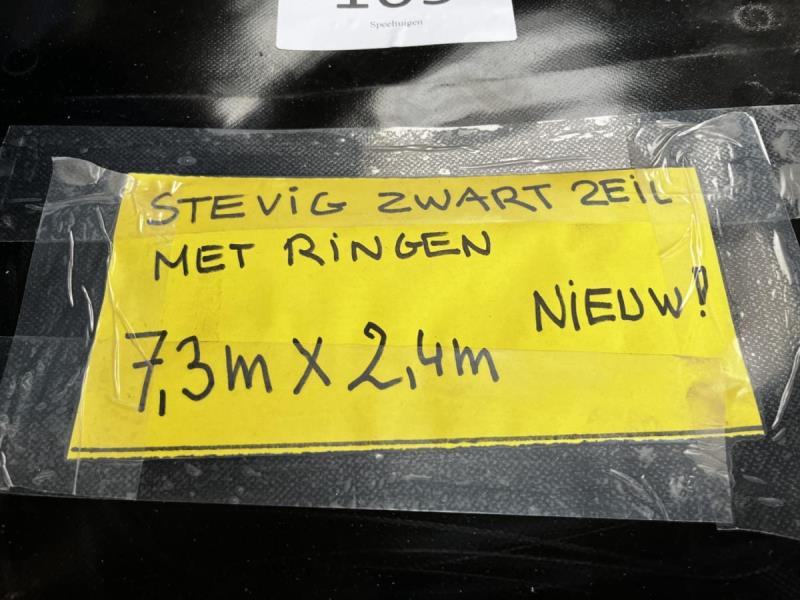 Speeltuigen
STEVIG ZWART ZEIL
MET RINGEN
NIEUW!
7,3m X 2,4m